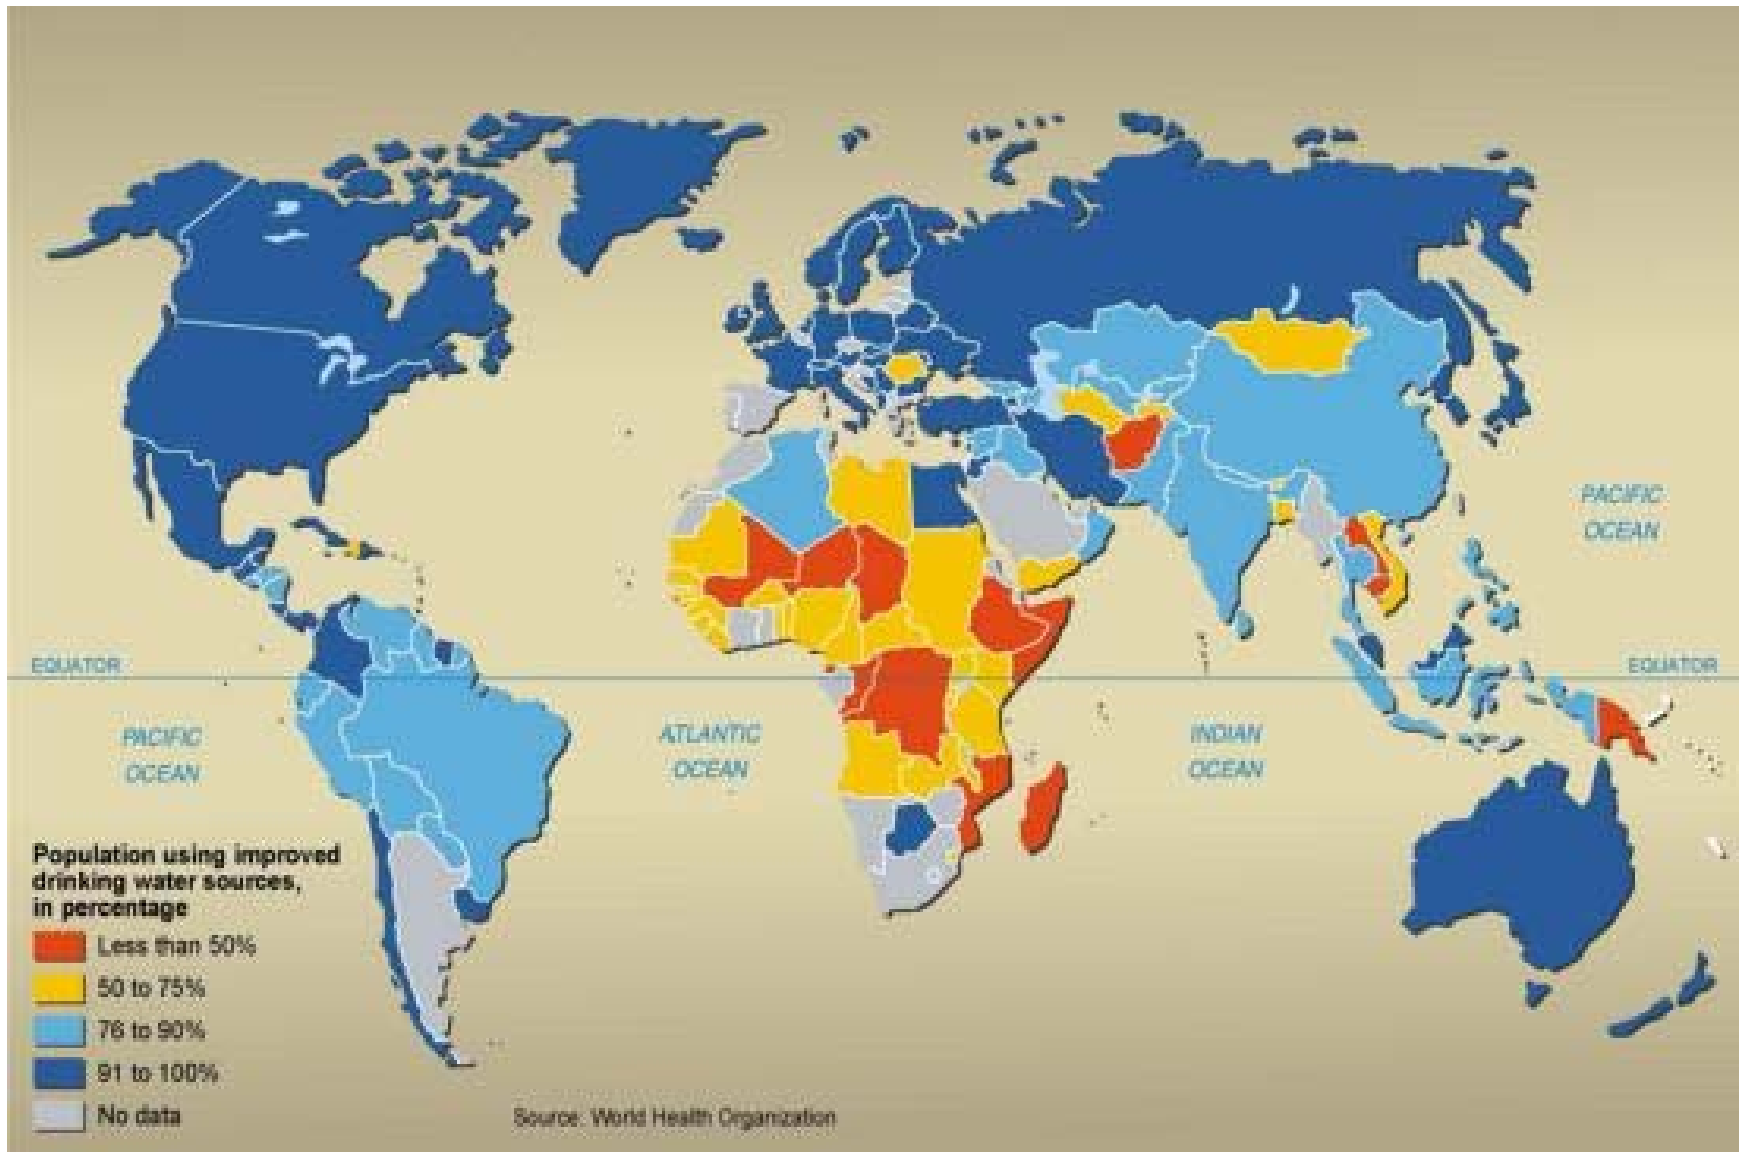 PACIFIC
OCEAN
EQUATOR
EQUATOR
PACIFIC
OCEAN
ATLANTIC
OCEAN
INDIAN
OCEAN
Population using improved
drinking water sources,
in percentage
Less than 50%
50 to 75%
76 to 90%
91 to 100%
No data
Source: World Health Organization